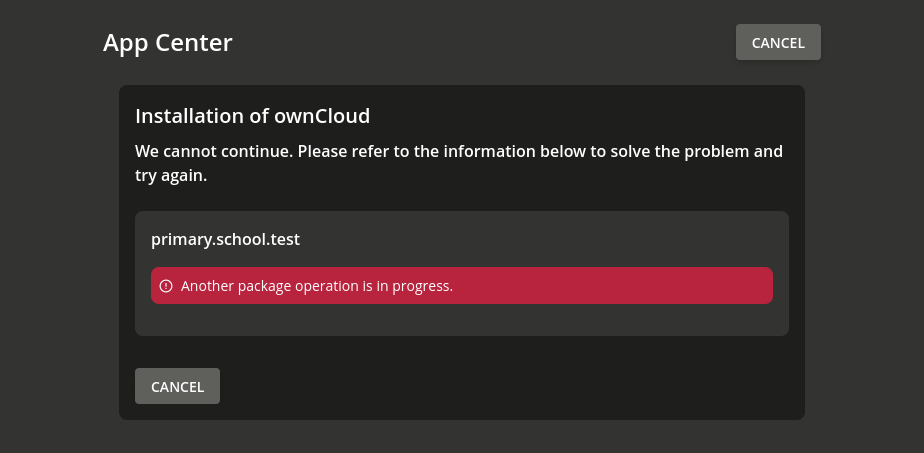 App Center
CANCEL
Installation of ownCloud
We cannot continue. Please refer to the information below to solve the problem and
try again.
primary.school.test
Another package operation is in progress.
CANCEL